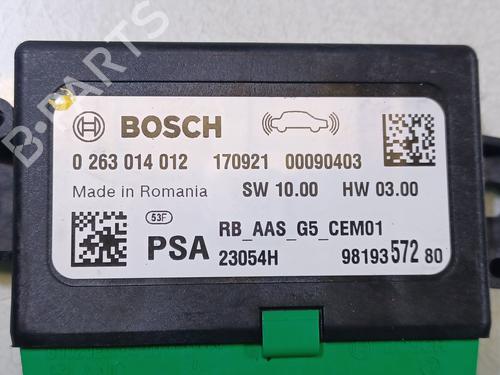 BOSCH
0 263 014 012 170921 00090403
Made in Romania SW 10.00 HW 03.00
53F
PSA RB_AAS_G5_CEM01
23054H 98193 572 80
B-PARTS